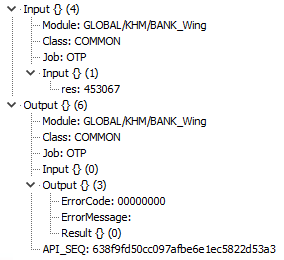 Input {} (4)
Module: GLOBAL/KHM/BANK_Wing
Class: COMMON
Job: OTP
Input {} (1)
res: 453067
Output {} (6)
Module: GLOBAL/KHM/BANK_Wing
Class: COMMON
Job: OTP
Input {} (0)
Output {} (3)
ErrorCode: 00000000
ErrorMessage:
Result {} (0)
API_SEQ: 638f9fd50cc097afbe6e1ec5822d53a3